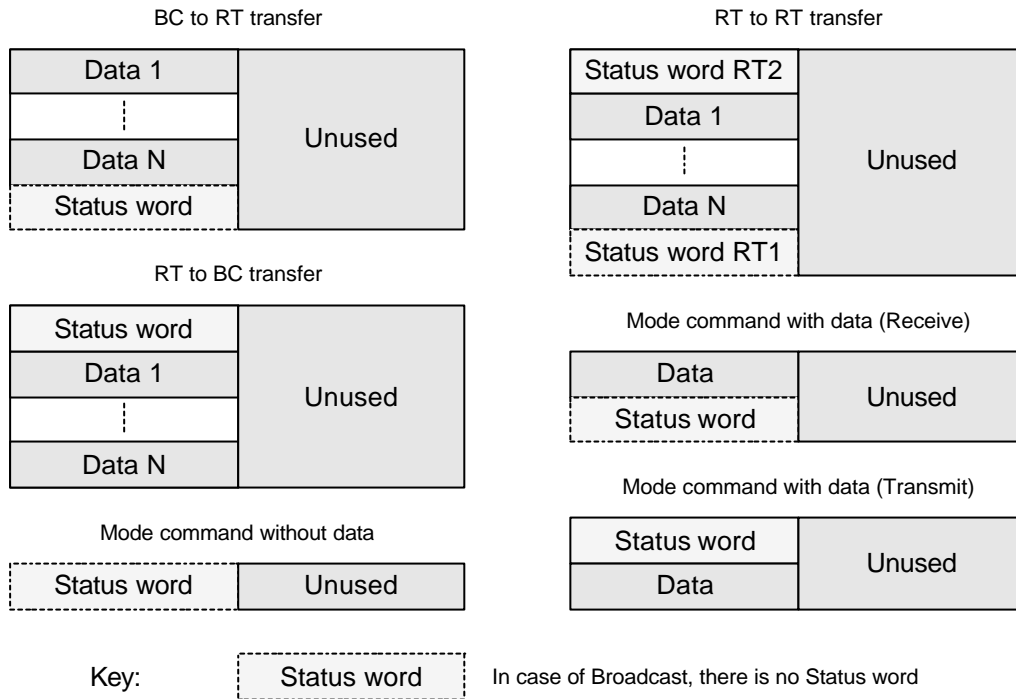 BC to RT transfer
Data 1
Data N
Status word
Unused
RT to BC transfer
Status word
Data 1
Data N
Unused
Mode command without data
Status word
Unused
RT to RT transfer
Status word RT2
Data 1
Data N
Status word RT1
Unused
Mode command with data (Receive)
Data
Status word
Unused
Mode command with data (Transmit)
Status word
Data
Unused
Key:
Status word
In case of Broadcast, there is no Status word